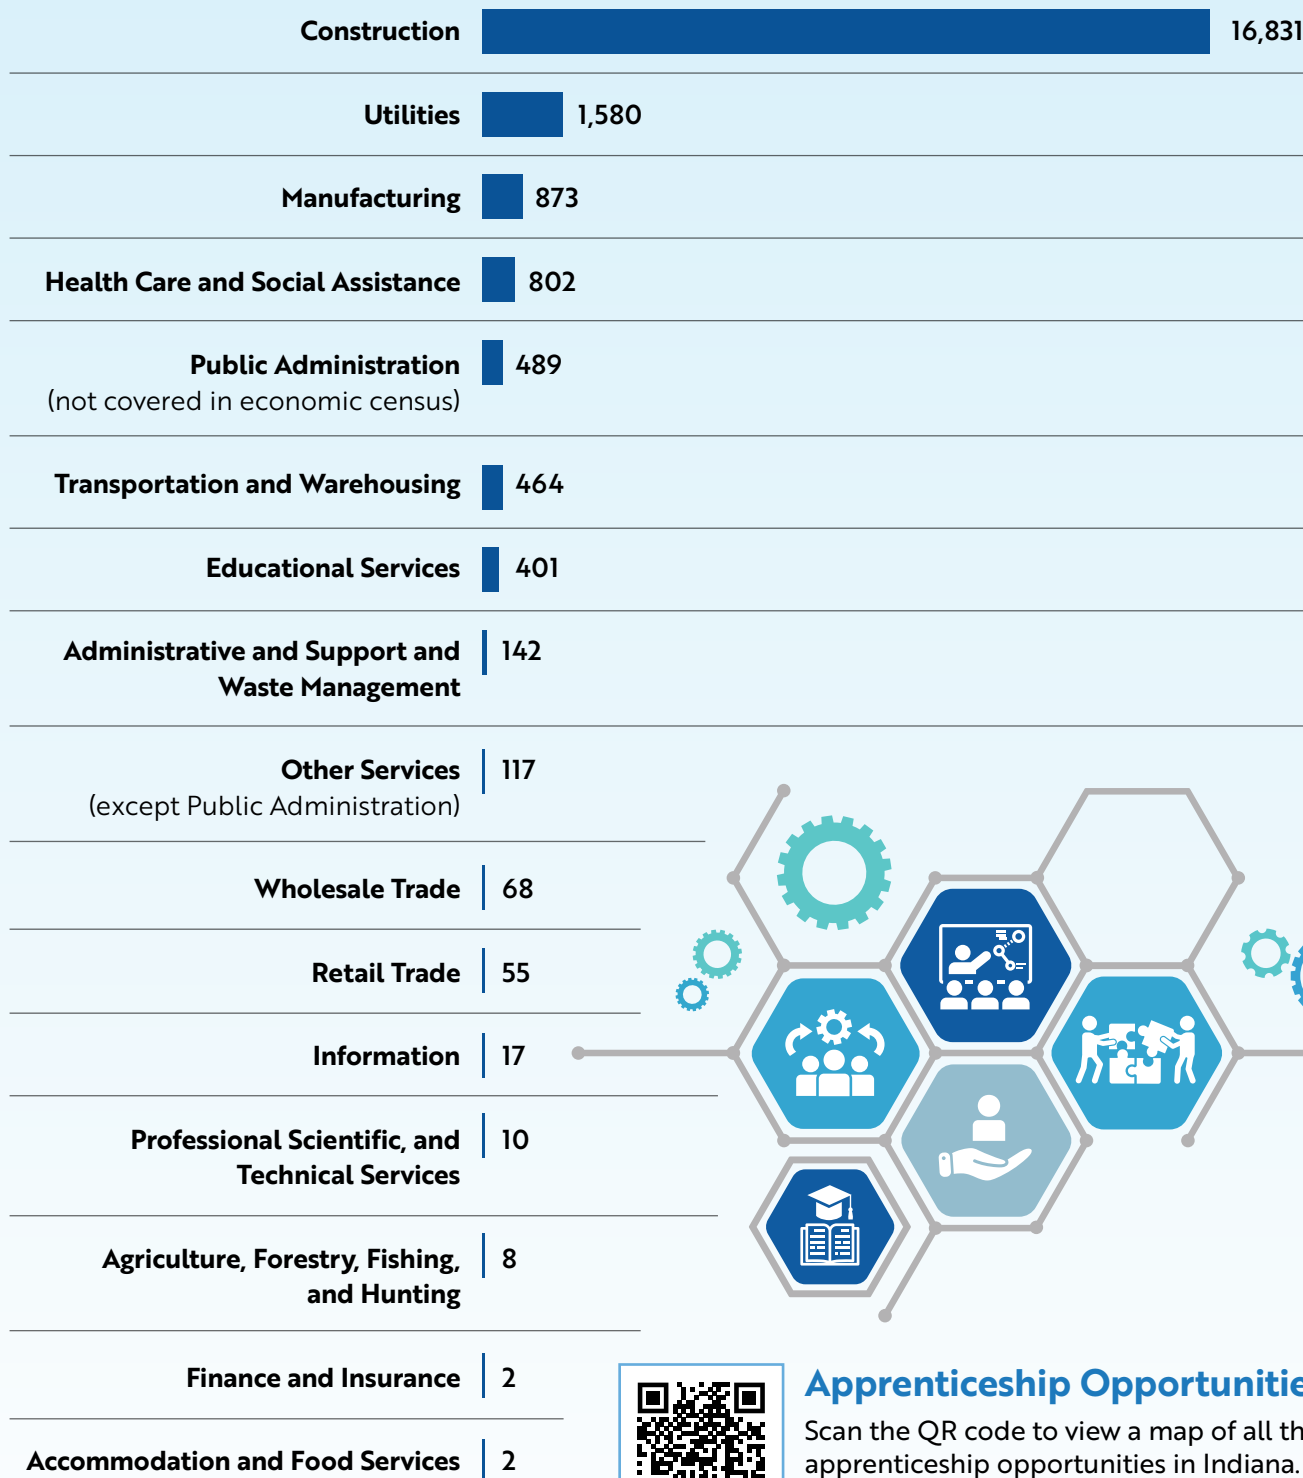 Construction 16,831
Utilities 1,580
Manufacturing 873
Health Care and Social Assistance 802
Public Administration 489
(not covered in economic census)
Transportation and Warehousing 464
Educational Services 401
Administrative and Support and 142
Waste Management
Other Services 117
(except Public Administration)
Wholesale Trade 68
Retail Trade 55
Information 17
Professional Scientific, and 10
Technical Services
Agriculture, Forestry, Fishing, 8
and Hunting
Finance and Insurance 2
Accommodation and Food Services 2
Apprenticeship Opportunitie
Scan the QR code to view a map of all th
apprenticeship opportunities in Indiana.